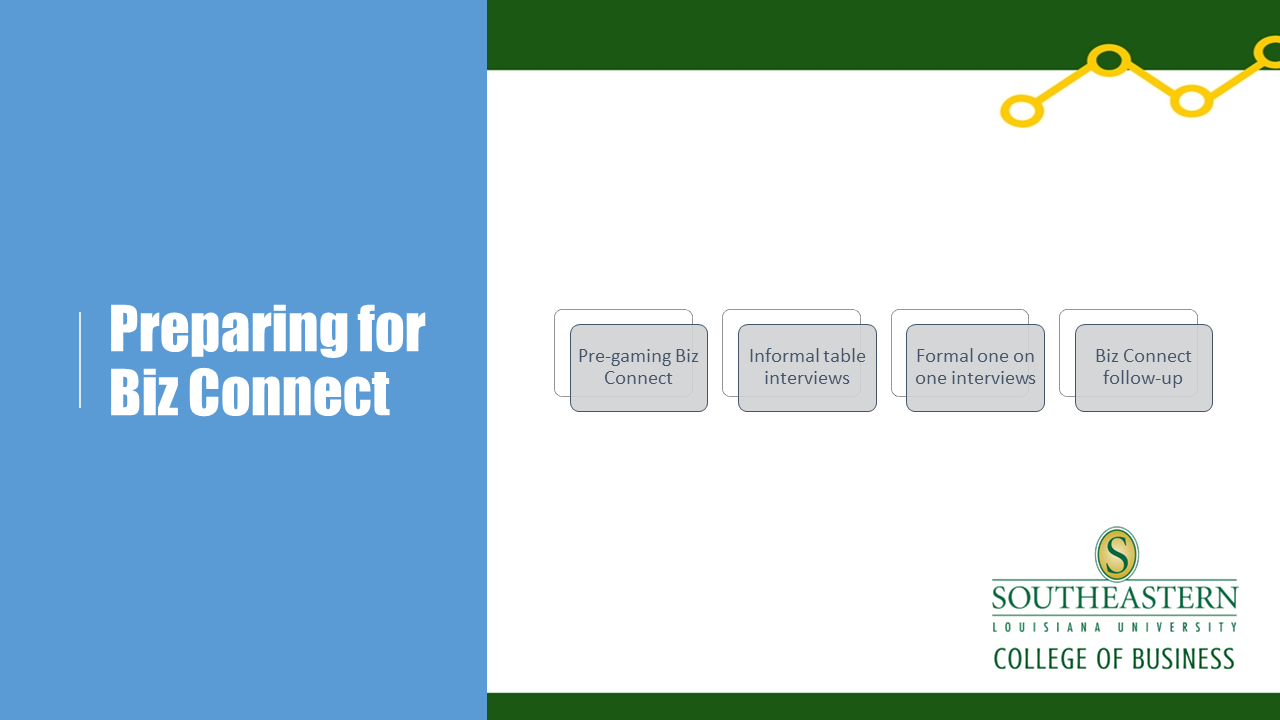 Preparing for
Biz Connect
Pre-gaming Biz
Connect
Informal table
interviews
Formal one on
one interviews
Biz Connect
follow-up
S
SOUTHEASTERN
LOUISIANA UNIVERSITY
COLLEGE OF BUSINESS